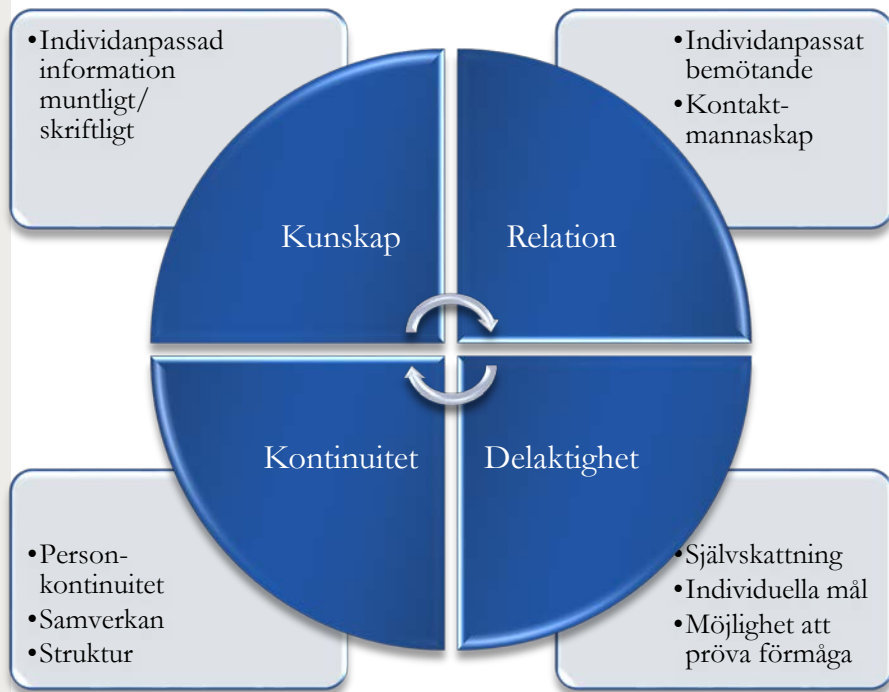 •Individanpassad
information
muntligt/
skriftligt
•Individanpassat
bemötande
•Kontakt-
mannaskap
Kunskap
Relation
Kontinuitet
Delaktighet
•Person-
kontinuitet
•Samverkan
•Struktur
•Självskattning
•Individuella mål
•Möjlighet att
pröva förmåga